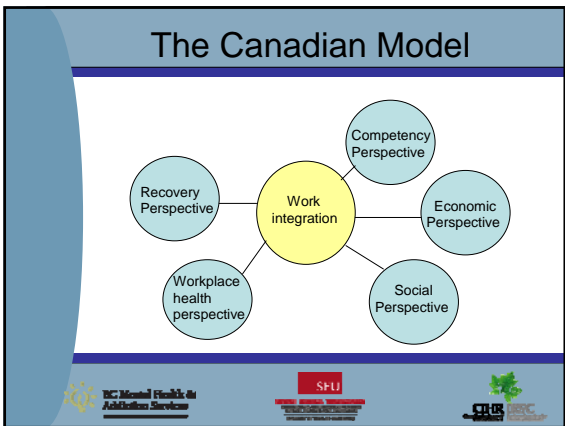 The Canadian Model
Competency
Perspective
Recovery
Perspective
Work
integration
Economic
Perspective
Workplace
health
perspective
Social
Perspective
BC Mental Health &
Addiction Services
SFU
CIHR IRSC